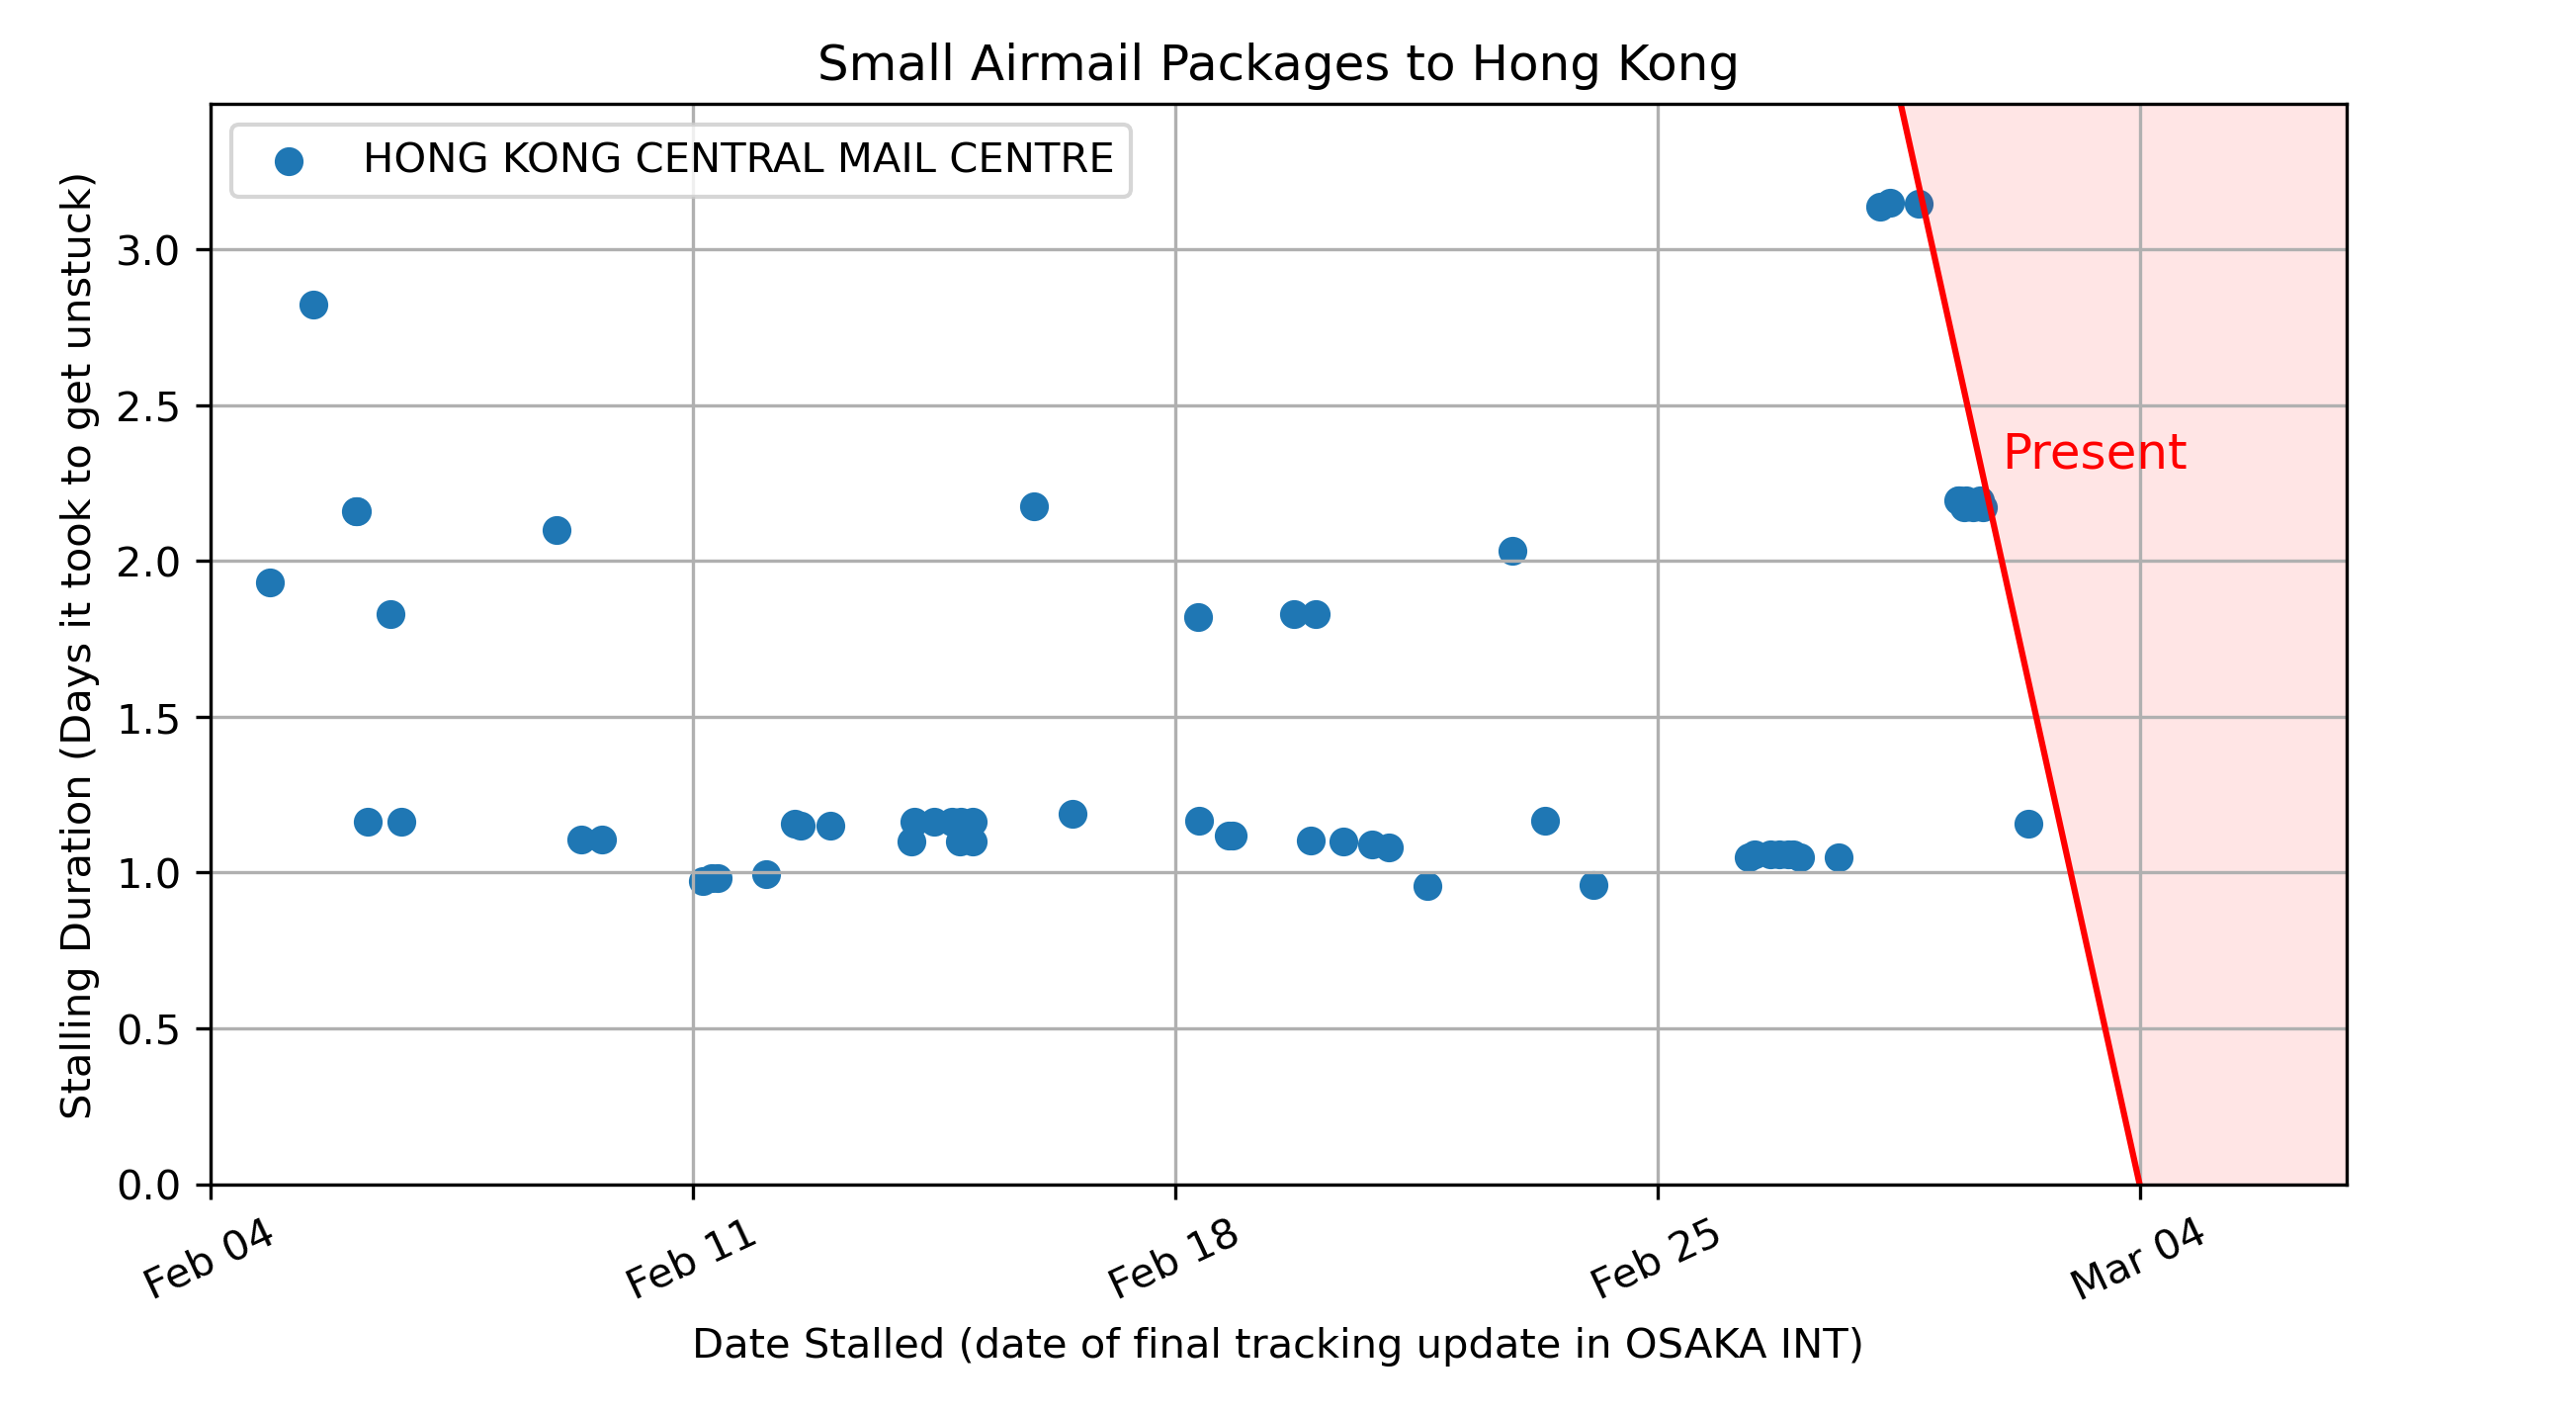 Small Airmail Packages to Hong Kong
HONG KONG CENTRAL MAIL CENTRE
Stalling Duration (Days it took to get unstuck)
3.0
2.5
2.0
1.5
1.0
0.5
0.0
Present
Feb 04
Feb 11
Feb 18
Feb 25
Mar 04
Date Stalled (date of final tracking update in OSAKA INT)